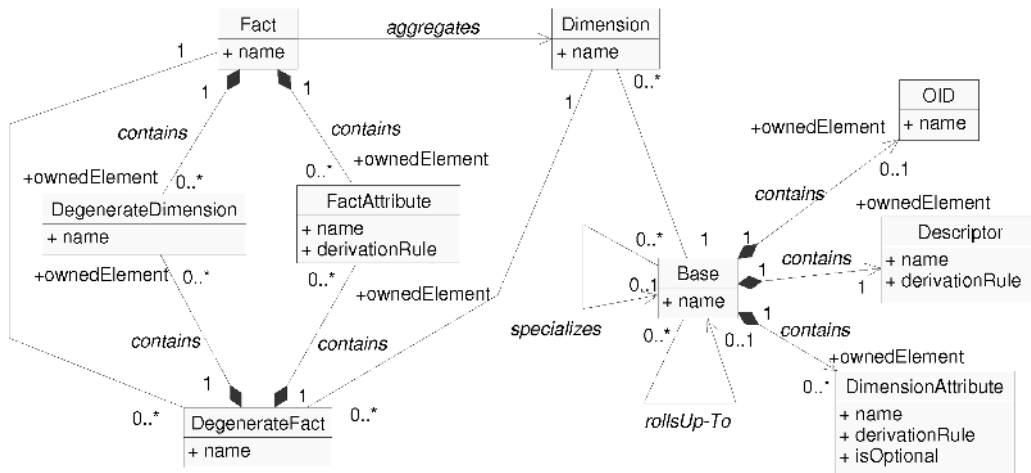 Fact
+ name
aggregates
Dimension
+ name
1
1
1
1
0..*
OID
+ name
+ownedElement
0..1
contains
contains
contains
+ownedElement
0..*
+ownedElement
0..*
DegenerateDimension
+ name
FactAttribute
+ name
+ derivationRule
+ownedElement
Descriptor
+ name
+ derivationRule
0..*
1
1
Base
+ name
1
contains
1
0..1
specializes
0..*
0..1
rollsUp-To
1
contains
+ownedElement
0..*
DimensionAttribute
+ name
+ derivationRule
+ isOptional
+ownedElement
0..*
0..*
+ownedElement
contains
contains
1
1
0..*
0..*
DegenerateFact
+ name